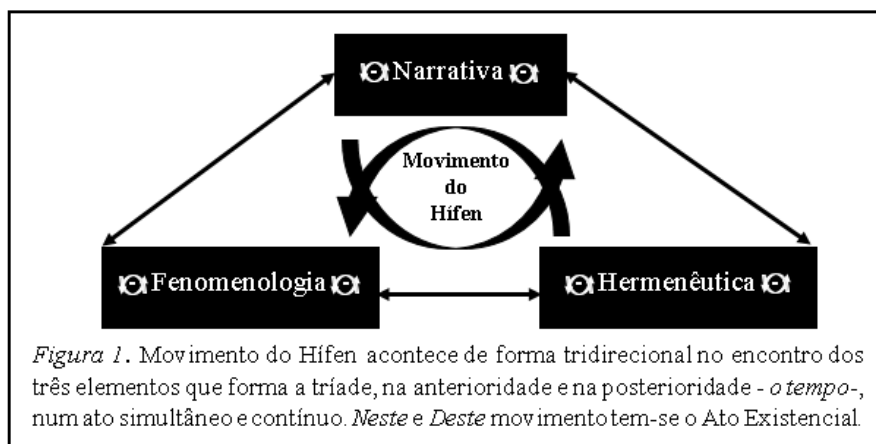 Narrativa
Movimento
do
Hífen
Fenomenologia
Hermenêutica
Figura 1. Movimento do Hífen acontece de forma tridirecional no encontro dos
três elementos que forma a tríade, na anterioridade e na posterioridade - o tempo-,
num ato simultâneo e contínuo. Neste e Deste movimento tem-se o Ato Existencial.